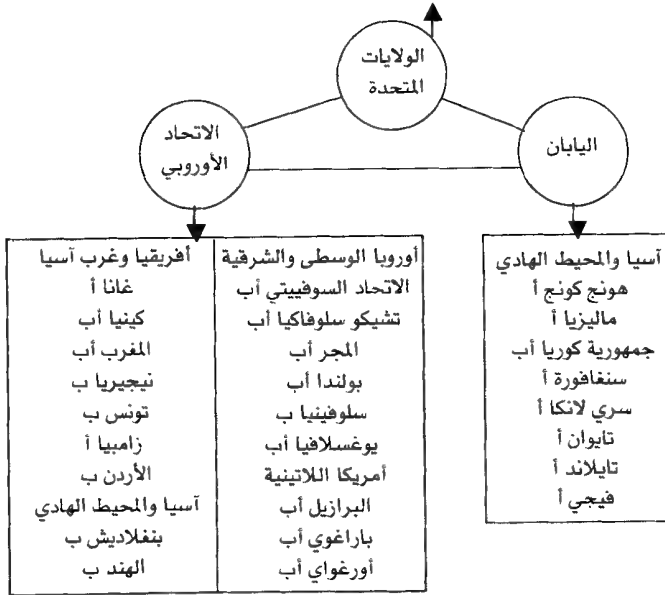 الولايات
المتحدة
اليابان
الاتحاد
الأوروبي
آسيا والمحيط الهادي
هونج كونج أ
ماليزيا أ
جمهورية كوريا أب
سنغافورة أ
سري لانكا أ
تايوان أ
تايلاند أ
فيجي أ
أوروبا الوسطى والشرقية
الاتحاد السوفييتي أب
تشيكو سلوفاكيا أب
المجر أب
بولندا أب
سلوفينيا ب
يوغسلافيا أب
أمريكا اللاتينية
البرازيل أب
باراغوي أب
أورغواي أب
أفريقيا وغرب آسيا
غانا أ
كينيا أب
المغرب أب
نيجيريا ب
تونس ب
زامبيا أ
الأردن ب
آسيا والمحيط الهادي
بنغلاديش ب
الهند ب